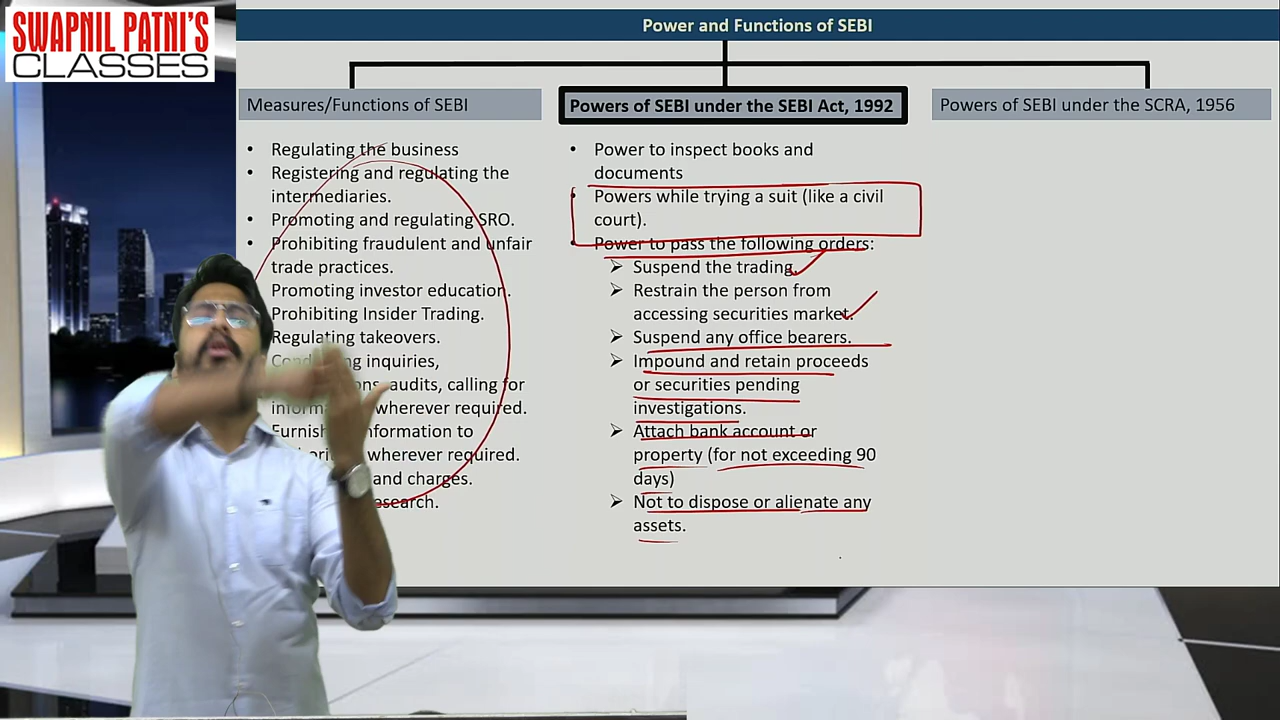 SWAPNIL PATNI'S
CLASSES
Power and Functions of SEBI
Measures/Functions of SEBI
• Regulating the business
• Registering and regulating the
intermediaries.
• Promoting and regulating SRO.
• Prohibiting fraudulent and unfair
trade practices.
Promoting investor education.
Prohibiting Insider Trading.
Regulating takeovers.
inquiries,
audits, calling for
wherever required.
Furnish information to
wherever required.
and charges.
Powers of SEBI under the SEBI Act, 1992
• Power to inspect books and
documents
• Powers while trying a suit (like a civil
court).
• Power to pass the following orders:
➢ Suspend the trading.
➢ Restrain the person from
accessing securities market.
➢ Suspend any office bearers.
➢ Impound and retain proceeds
or securities pending
investigations.
➢ Attach bank account or
property (for not exceeding 90
days)
➢ Not to dispose or alienate any
assets.
Powers of SEBI under the SCRA, 1956